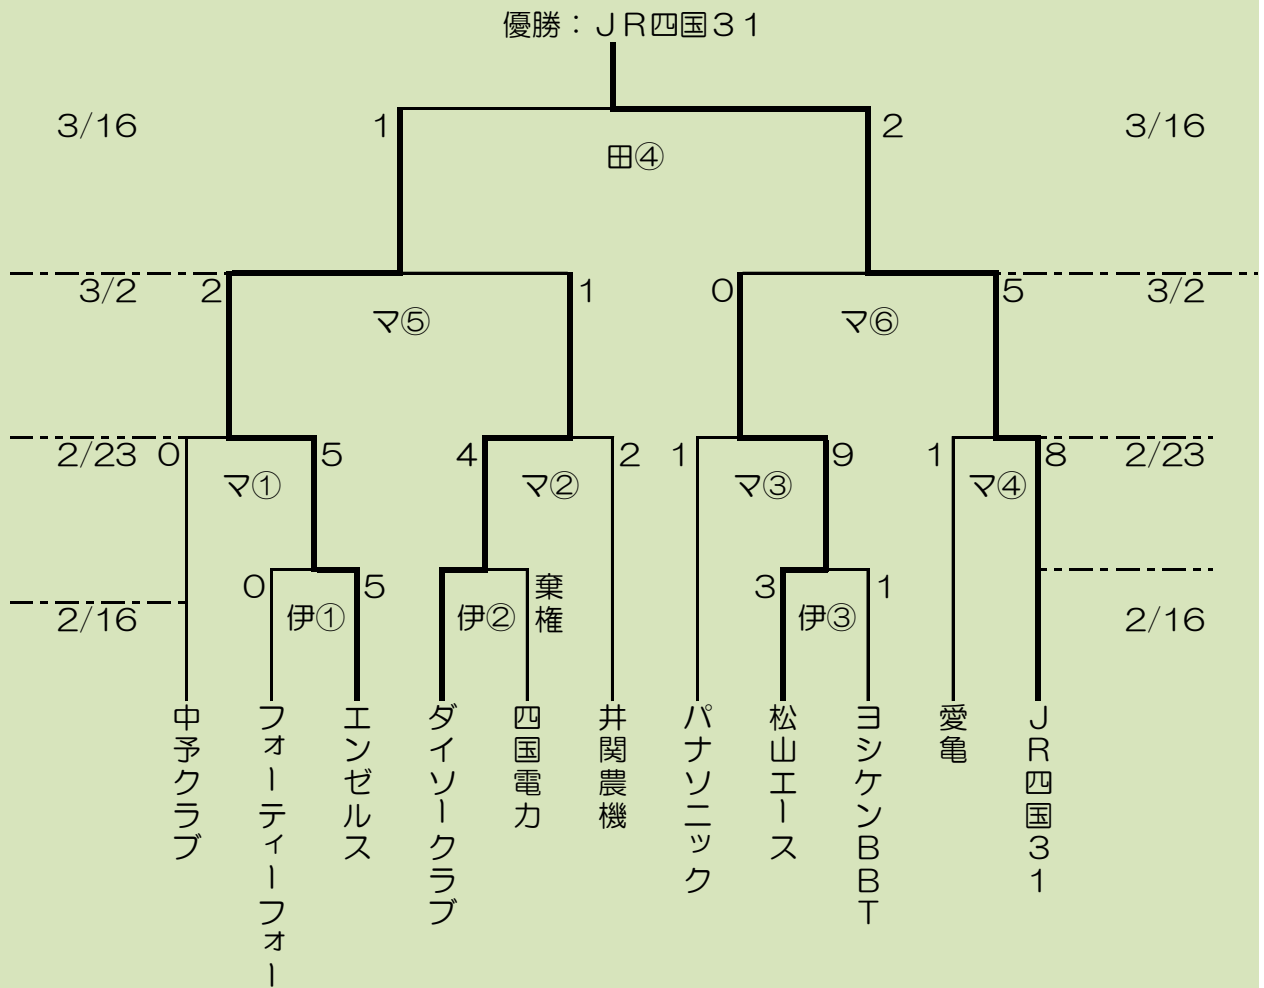 優勝：ＪＲ四国３１
3/16
1
2
3/16
田④
3/2
2
1
0
5
3/2
マ⑤
マ⑥
2/23
0
5
4
2
1
9
1
8
2/23
マ①
マ②
マ③
マ④
0
5
棄権
3
1
2/16
伊①
伊②
伊③
2/16
中予クラブ
フォーティーフォー
エンゼルス
ダイソークラブ
四国電力
井関農機
パナソニック
松山エース
ヨシケンＢＢＴ
愛亀
ＪＲ四国３１